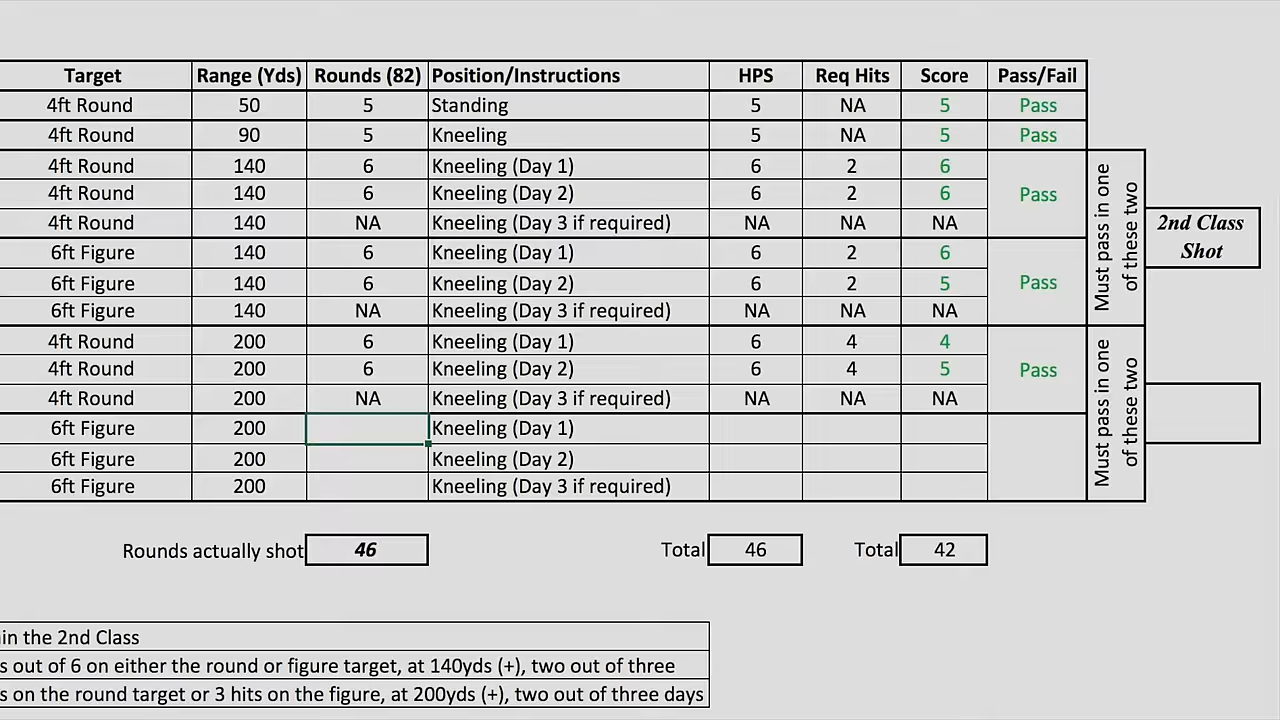 Target Range (Yds) Rounds (82) Position/Instructions HPS Req Hits Score Pass/Fail
4ft Round 50 5 Standing 5 NA 5 Pass
4ft Round 90 5 Kneeling 5 NA 5 Pass
4ft Round 140 6 Kneeling (Day 1) 6 2 6
4ft Round 140 6 Kneeling (Day 2) 6 2 6 Pass
4ft Round 140 NA Kneeling (Day 3 if required) NA NA NA
6ft Figure 140 6 Kneeling (Day 1) 6 2 6
6ft Figure 140 6 Kneeling (Day 2) 6 2 5 Pass
6ft Figure 140 NA Kneeling (Day 3 if required) NA NA NA
Must pass in one
of these two
2nd Class
Shot
4ft Round 200 6 Kneeling (Day 1) 6 4 4
4ft Round 200 6 Kneeling (Day 2) 6 4 5 Pass
4ft Round 200 NA Kneeling (Day 3 if required) NA NA NA
6ft Figure 200 Kneeling (Day 1)
6ft Figure 200 Kneeling (Day 2)
6ft Figure 200 Kneeling (Day 3 if required)
Must pass in one
of these two
Rounds actually shot 46 Total 46 Total 42
in the 2nd Class
s out of 6 on either the round or figure target, at 140yds (+), two out of three
s on the round target or 3 hits on the figure, at 200yds (+), two out of three days